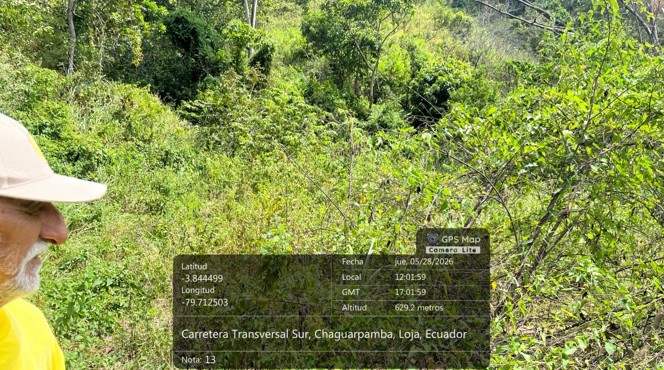 GPS Map
Camera Lite
Latitud
-3.844499
Longitud
-79.712503
Fecha jue, 05/28/2026
Local 12:01:59
GMT 17:01:59
Altitud 629.2 metros
Carretera Transversal Sur, Chaguarpamba, Loja, Ecuador
Nota: 13